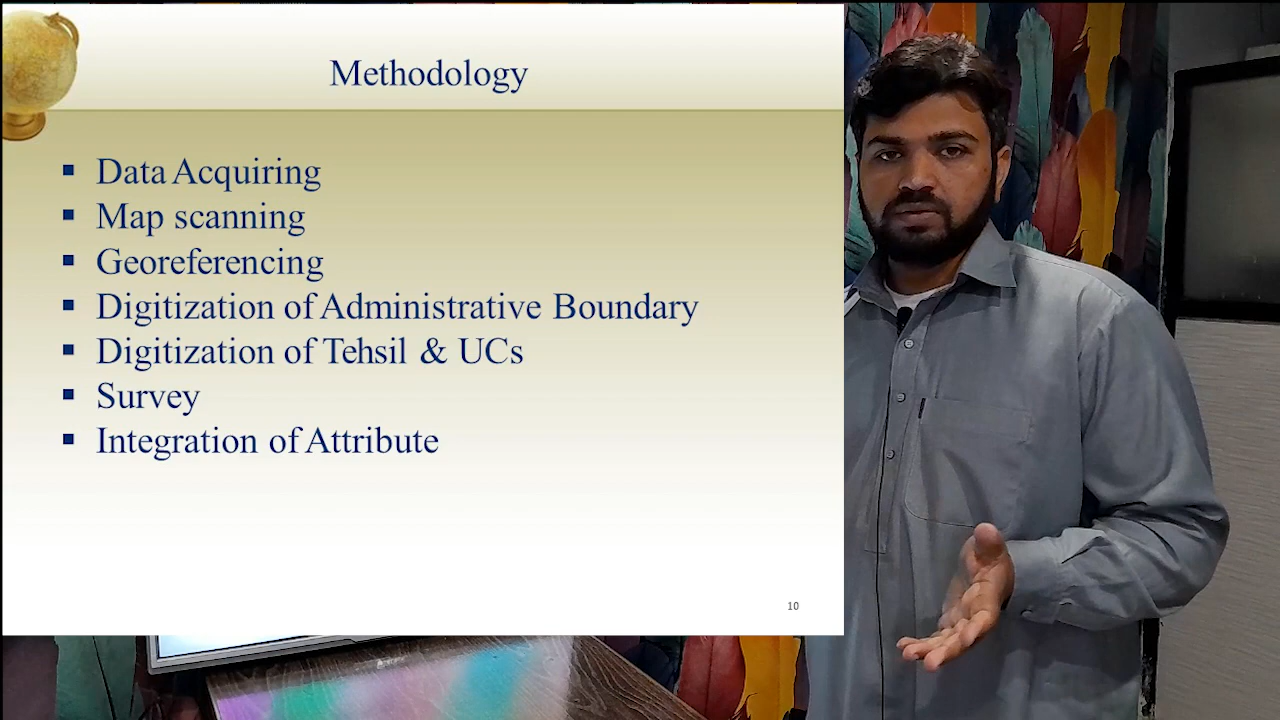 Methodology
Data Acquiring
Map scanning
Georeferencing
Digitization of Administrative Boundary
Digitization of Tehsil & UCs
Survey
Integration of Attribute
10